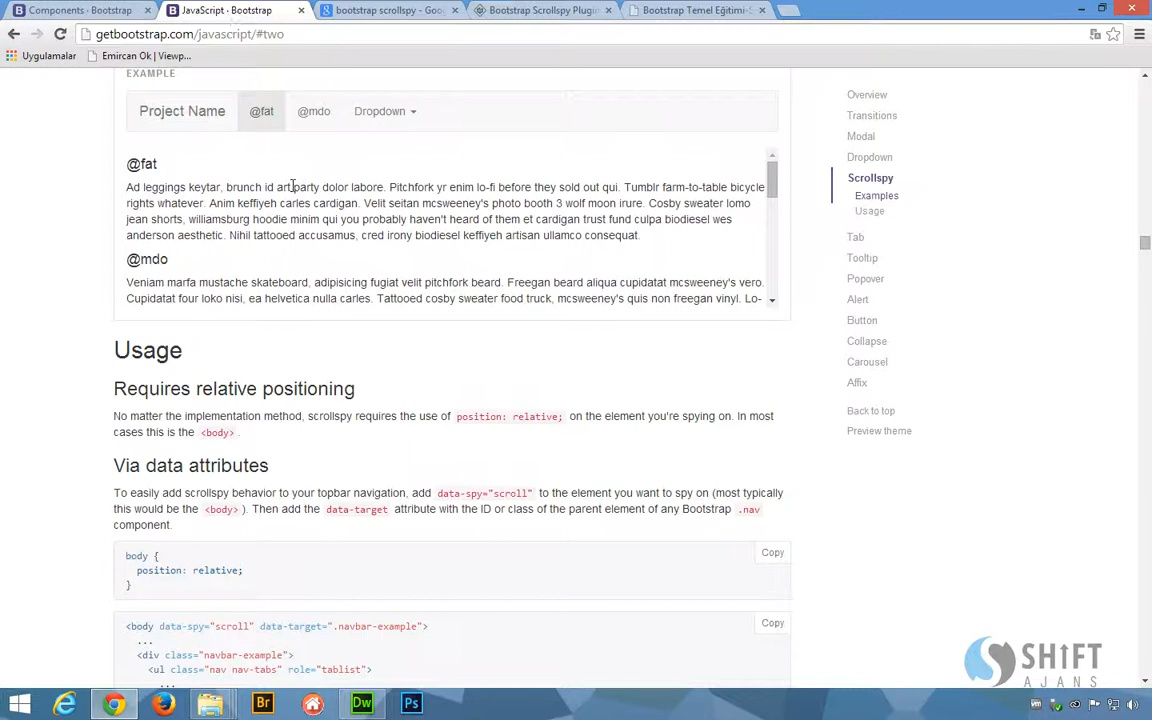 Components · Bootstrap
JavaScript · Bootstrap
bootstrap scrollspy - Goo
Bootstrap Scrollspy Plugin
Bootstrap Temel Eğitimi-
getbootstrap.com/javascript/#two
Uygulamalar
Emircan Ok | Viewp...
EXAMPLE
Project Name
@fat
@mdo
Dropdown
@fat
Ad leggings keytar, brunch id art party dolor labore. Pitchfork yr enim lo-fi before they sold out qui. Tumblr farm-to-table bicycle
rights whatever. Anim keffiyeh carles cardigan. Velit seitan mcsweeney's photo booth 3 wolf moon irure. Cosby sweater lomo
jean shorts, williamsburg hoodie minim qui you probably haven't heard of them et cardigan trust fund culpa biodiesel wes
anderson aesthetic. Nihil tattooed accusamus, cred irony biodiesel keffiyeh artisan ullamco consequat.
@mdo
Veniam marfa mustache skateboard, adipisicing fugiat velit pitchfork beard. Freegan beard aliqua cupidatat mcsweeney's vero.
Cupidatat four loko nisi, ea helvetica nulla carles. Tattooed cosby sweater food truck, mcsweeney's quis non freegan vinyl. Lo-
Usage
Requires relative positioning
No matter the implementation method, scrollspy requires the use of position: relative; on the element you're spying on. In most
cases this is the <body>.
Via data attributes
To easily add scrollspy behavior to your topbar navigation, add data-spy="scroll" to the element you want to spy on (most typically
this would be the <body>). Then add the data-target attribute with the ID or class of the parent element of any Bootstrap .nav
component.
body {
position: relative;
}
Copy
<body data-spy="scroll" data-target=".navbar-example">
...
<div class="navbar-example">
<ul class="nav nav-tabs" role="tablist">
Copy
Overview
Transitions
Modal
Dropdown
Scrollspy
Examples
Usage
Tab
Tooltip
Popover
Alert
Button
Collapse
Carousel
Affix
Back to top
Preview theme
SHIFT
AJANS
Br
Dw
Ps